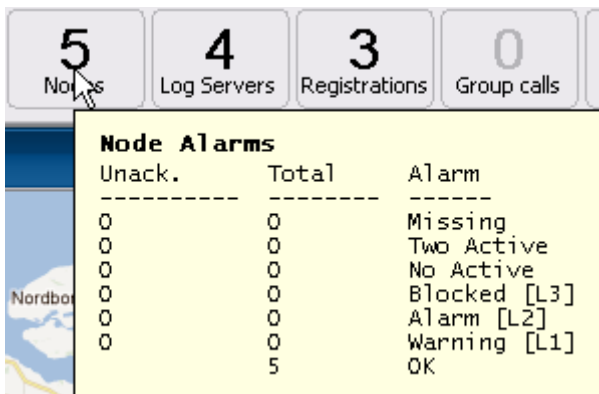 5 4 3 0
Log Servers Registrations Group calls
Node Alarms
Unack. Total Alarm
---------- -------- ------
0 0 Missing
0 0 Two Active
0 0 No Active
0 0 Blocked [L3]
0 0 Alarm [L2]
0 0 Warning [L1]
5 OK